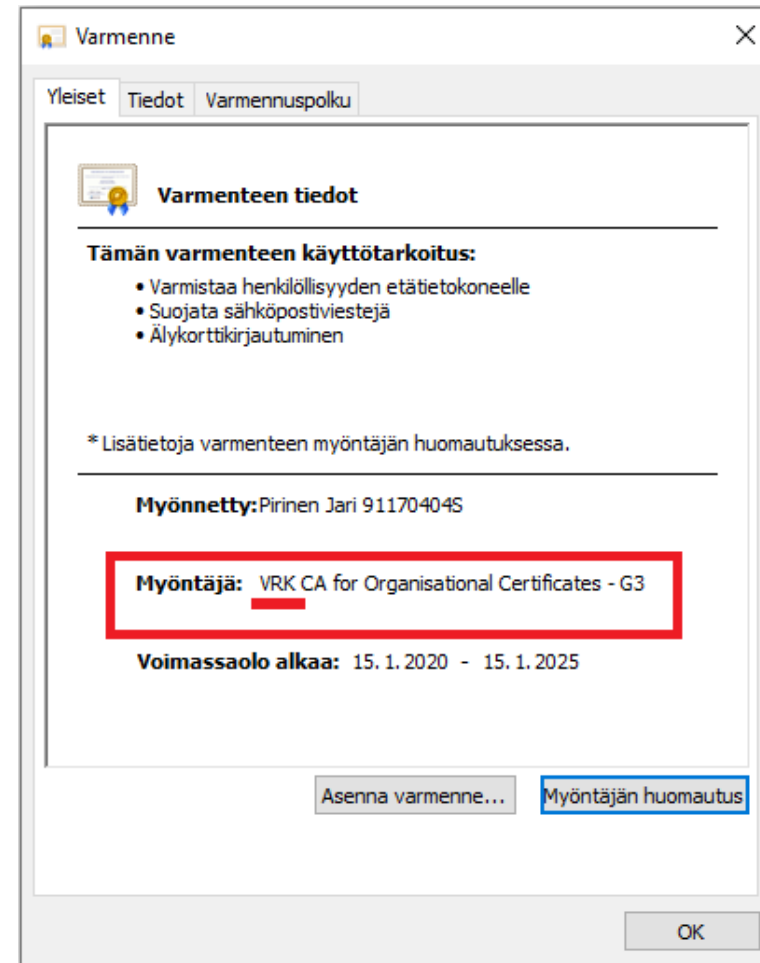 Varmenne
Yleiset Tiedot Varmennuspolku
Varmenteen tiedot
Tämän varmenteen käyttötarkoitus:
• Varmistaa henkilöllisyyden etätietokoneelle
• Suojata sähköpostiviestejä
• Älykorttikirjautuminen
* Lisätietoja varmenteen myöntäjän huomautuksessa.
Myönnetty: Pirinen Jari 91170404S
Myöntäjä: VRK CA for Organisational Certificates - G3
Voimassaolo alkaa: 15. 1. 2020 - 15. 1. 2025
Asenna varmenne... Myöntäjän huomautus
OK